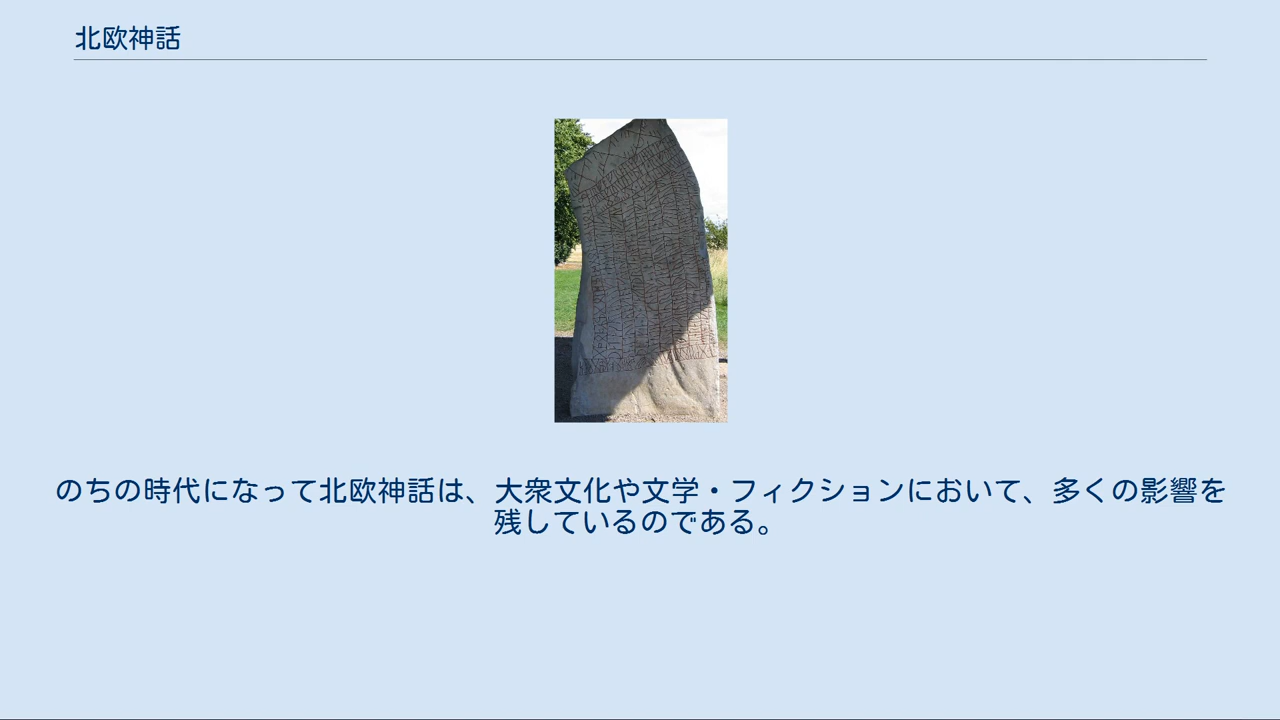 北欧神話
のちの時代になって北欧神話は、大衆文化や文学・フィクションにおいて、多くの影響を
残しているのである。